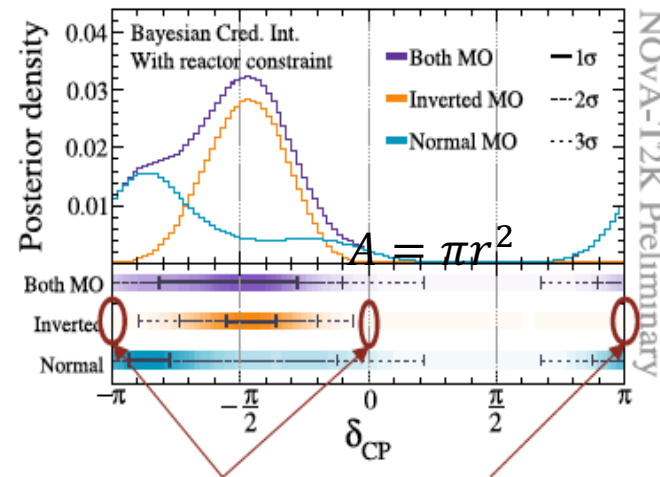 Bayesian Cred. Int.
With reactor constraint
Both MO
Inverted MO
Normal MO
1σ
2σ
3σ
Posterior density
0.04
0.03
0.02
0.01
A = πr²
Both MO
Inverted
Normal
−π
−π/2
0
π/2
π
δCP
NOvA-T2K Preliminary